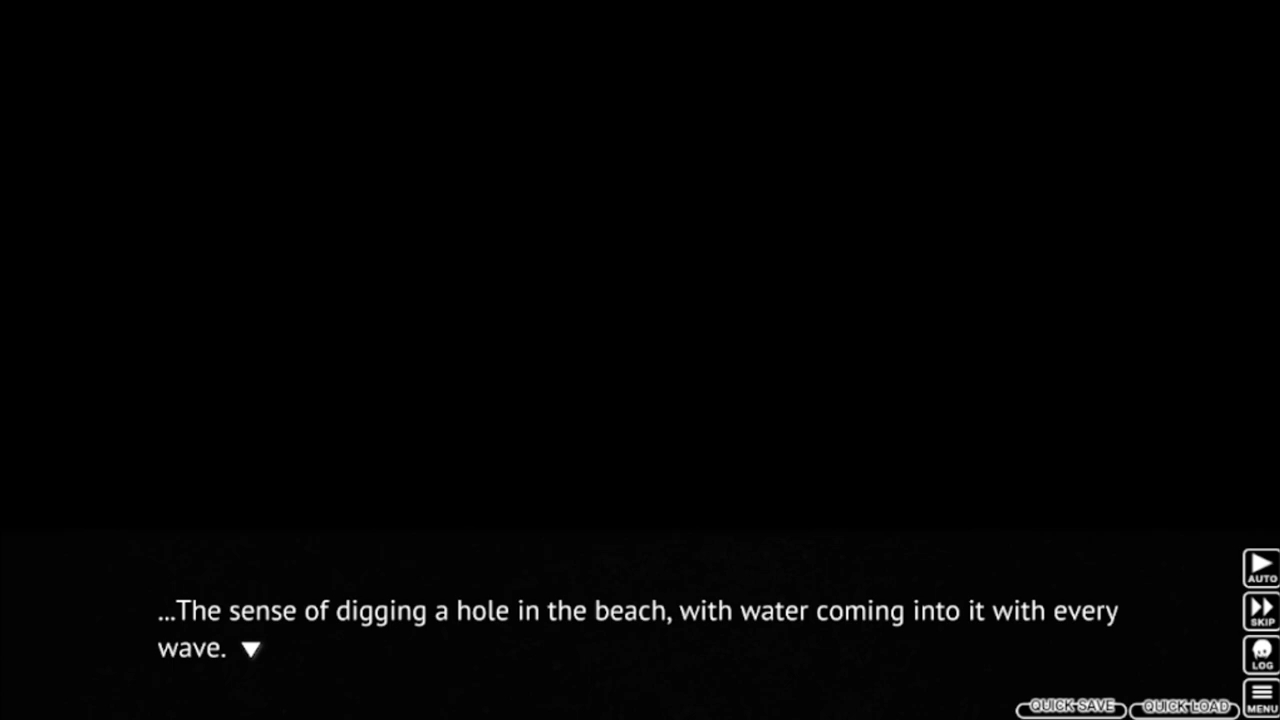 ...The sense of digging a hole in the beach, with water coming into it with every
wave.
AUTO
SKIP
LOG
MENU
QUICK SAVE
QUICK LOAD